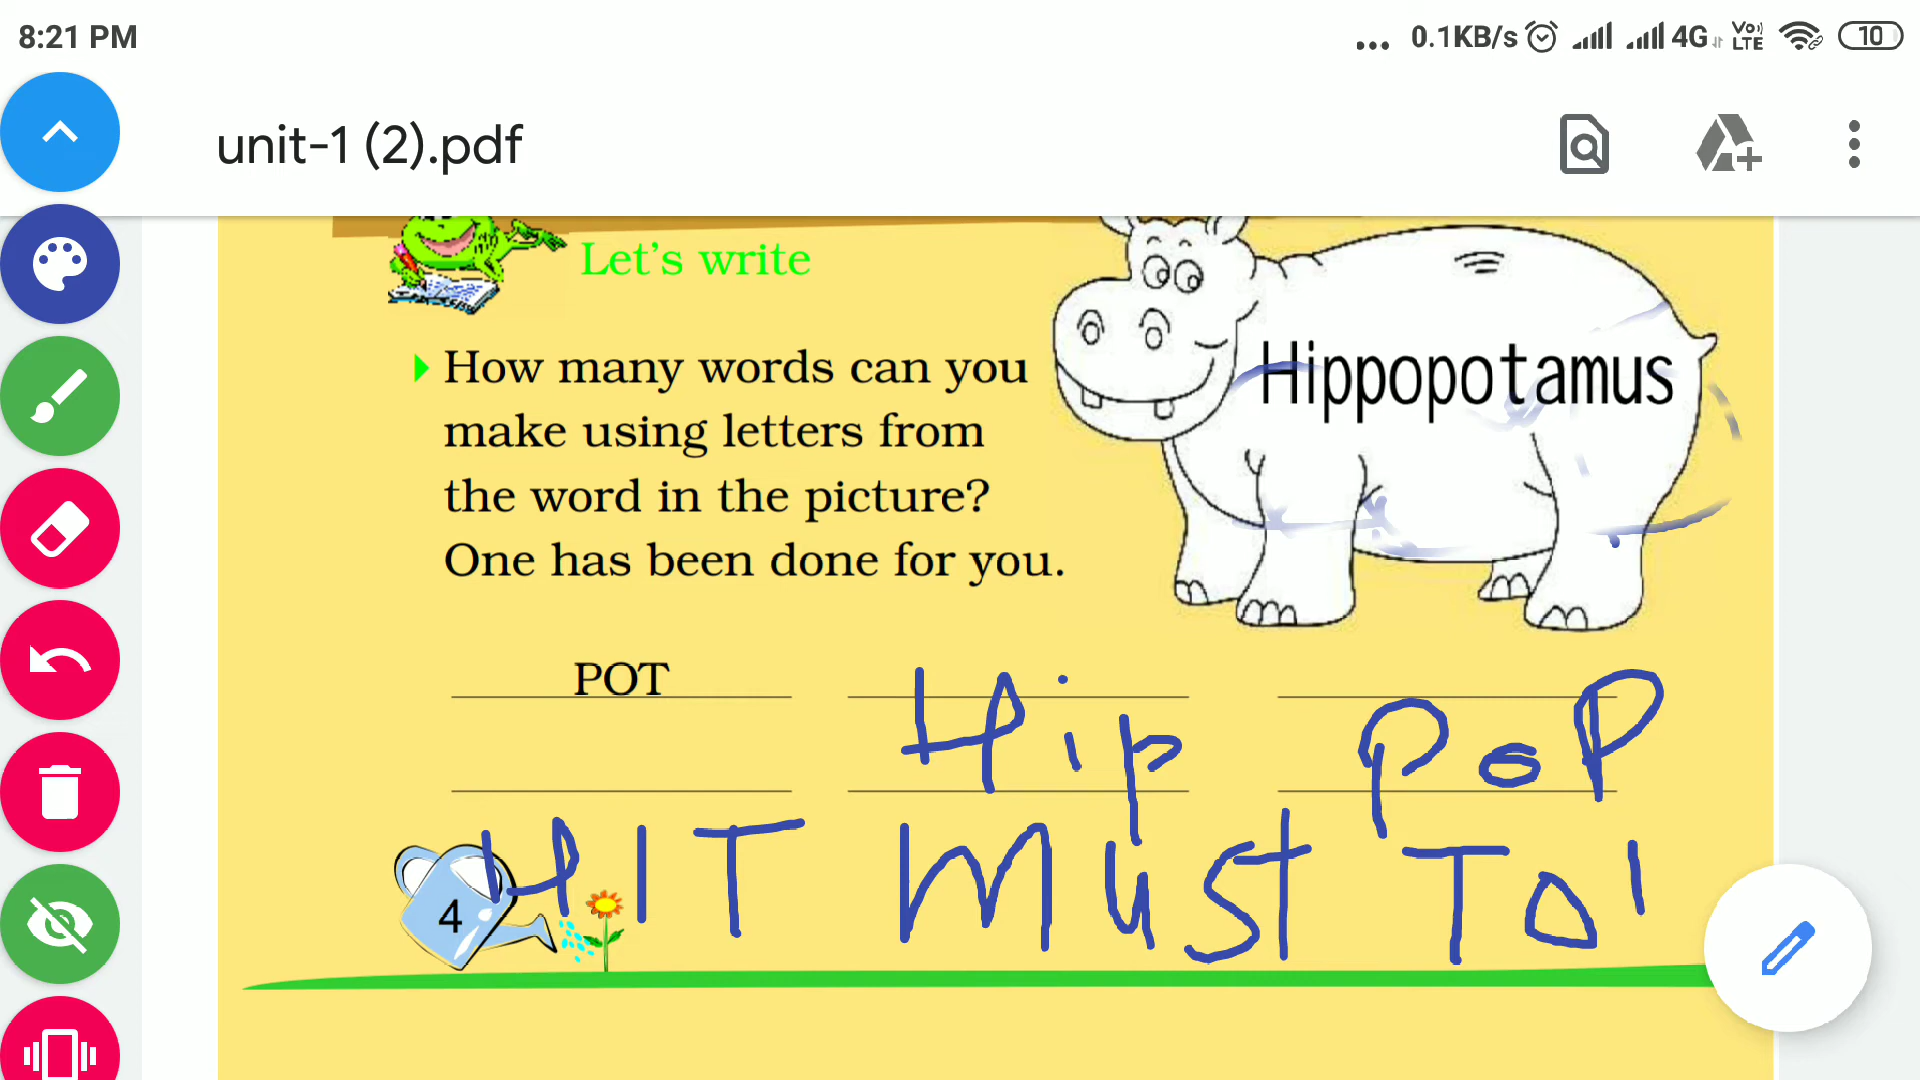 8:21 PM ... 0.1KB/s 4G Vo) LTE 10
unit-1 (2).pdf
Let's write
How many words can you
make using letters from
the word in the picture?
One has been done for you.
Hippopotamus
POT Hip PoP
HIT Must
4